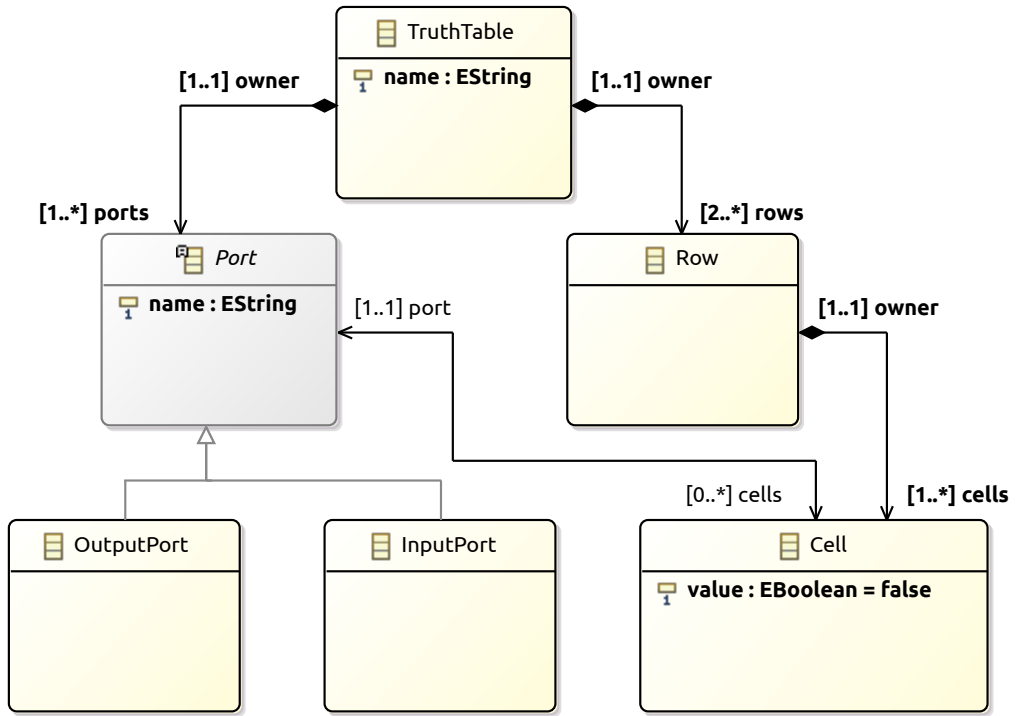 TruthTable
name : EString
[1..1] owner
[1..1] owner
[1..*] ports
[2..*] rows
Port
name : EString
Row
[1..1] port
[1..1] owner
[0..*] cells
[1..*] cells
OutputPort
InputPort
Cell
value : EBoolean = false